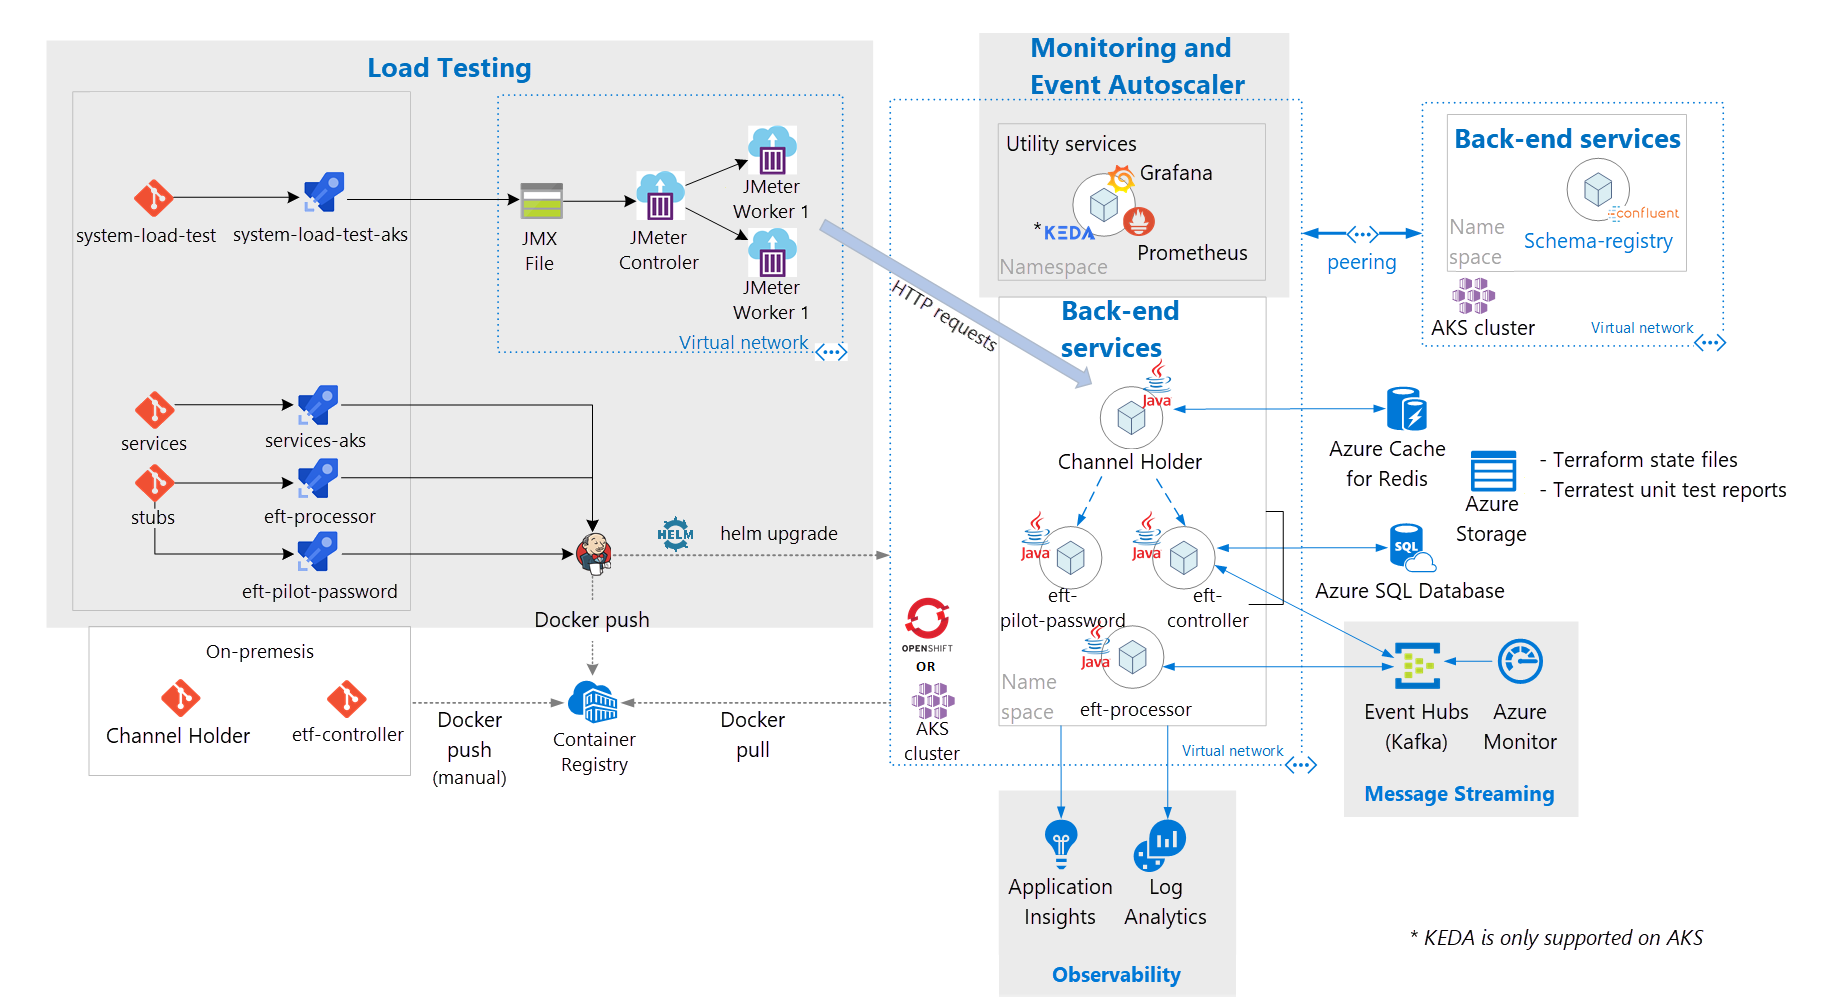 Load Testing
system-load-test
system-load-test-aks
JMX
File
JMeter
Controler
JMeter
Worker 1
JMeter
Worker 1
Virtual network
services
services-aks
stubs
eft-processor
eft-pilot-password
HELM
helm upgrade
Docker push
On-premesis
Channel Holder
etf-controller
Docker
push
(manual)
Container
Registry
Docker
pull
HTTP requests
Monitoring and
Event Autoscaler
Utility services
Grafana
*KEDA
Prometheus
Namespace
Back-end
services
Java
Channel Holder
Java
eft-
pilot-password
Java
eft-
controller
Java
eft-processor
Name
space
OPENSHIFT
OR
AKS
cluster
Virtual network
peering
Back-end services
confluent
Schema-registry
Name
space
AKS cluster
Virtual network
Azure Cache
for Redis
Azure
Storage
- Terraform state files
- Terratest unit test reports
SQL
Azure SQL Database
Event Hubs
(Kafka)
Azure
Monitor
Message Streaming
Application
Insights
Log
Analytics
Observability
* KEDA is only supported on AKS